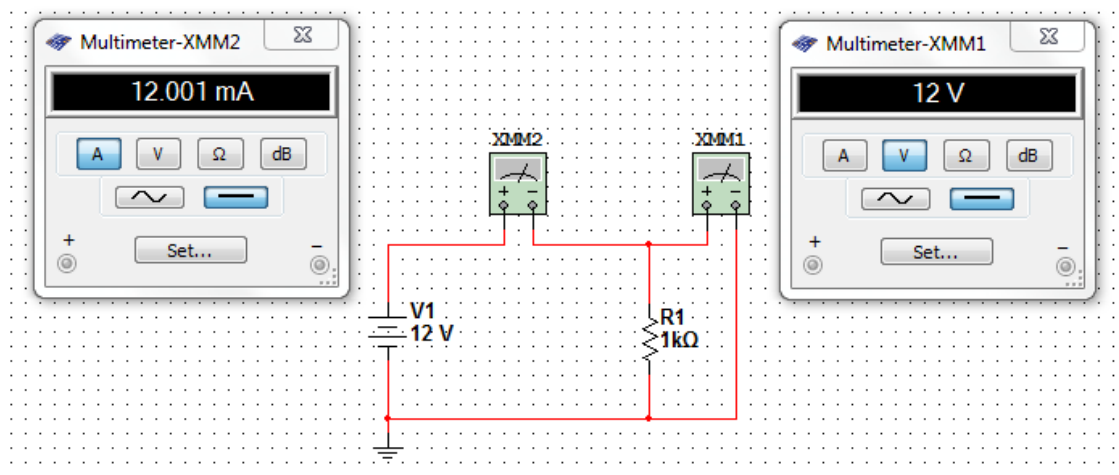 Multimeter-XMM2
12.001 mA
A V Ω dB
+ −
Set...
XMM2
+ −
XMM1
+ −
V1
12 V
R1
1kΩ
Multimeter-XMM1
12 V
A V Ω dB
+ −
Set...